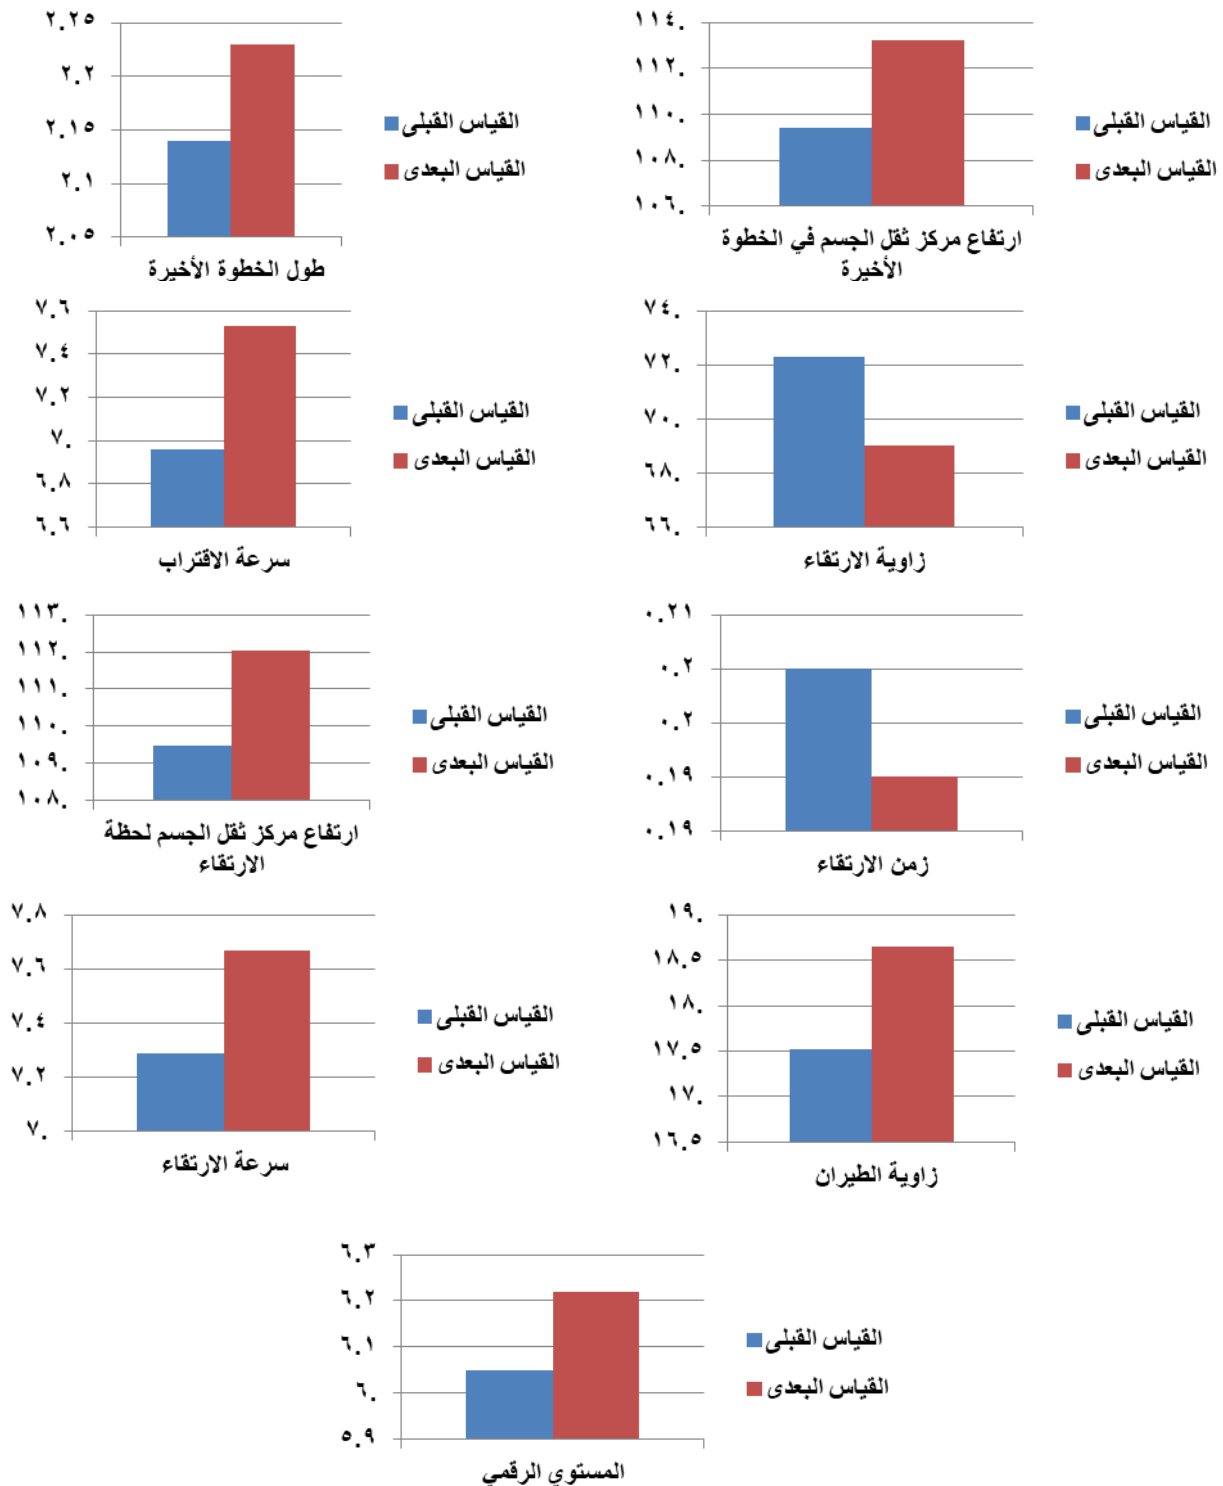 ٢.٢٥
٢.٢
٢.١٥
٢.١
٢.٠٥
القياس القبلى
القياس البعدى
طول الخطوة الأخيرة
١١٤.
١١٢.
١١٠.
١٠٨.
١٠٦.
القياس القبلى
القياس البعدى
ارتفاع مركز ثقل الجسم في الخطوة
الأخيرة
٧.٦
٧.٤
٧.٢
٧.
٦.٨
٦.٦
القياس القبلى
القياس البعدى
سرعة الاقتراب
٧٤.
٧٢.
٧٠.
٦٨.
٦٦.
القياس القبلى
القياس البعدى
زاوية الارتقاء
١١٣.
١١٢.
١١١.
١١٠.
١٠٩.
١٠٨.
القياس القبلى
القياس البعدى
ارتفاع مركز ثقل الجسم لحظة
الارتقاء
٠.٢١
٠.٢
٠.٢
٠.١٩
٠.١٩
القياس القبلى
القياس البعدى
زمن الارتقاء
٧.٨
٧.٦
٧.٤
٧.٢
٧.
القياس القبلى
القياس البعدى
سرعة الارتقاء
١٩.
١٨.٥
١٨.
١٧.٥
١٧.
١٦.٥
القياس القبلى
القياس البعدى
زاوية الطيران
٦.٣
٦.٢
٦.١
٦.
٥.٩
القياس القبلى
القياس البعدى
المستوي الرقمي